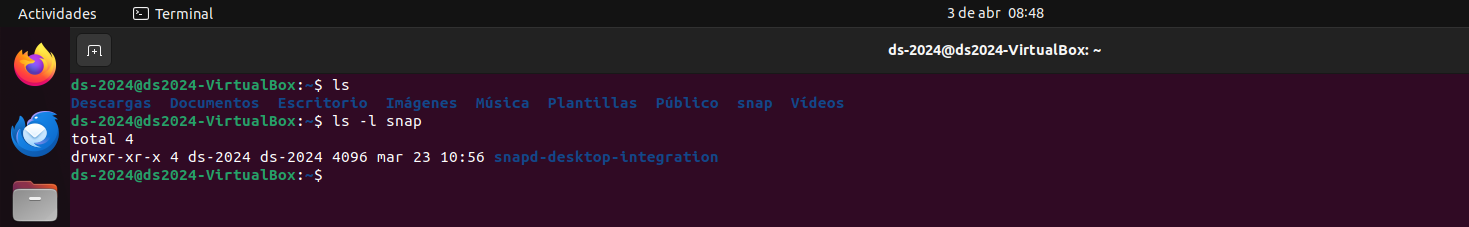 Actividades Terminal 3 de abr 08:48
ds-2024@ds2024-VirtualBox: ~
ds-2024@ds2024-VirtualBox:~$ ls
Descargas Documentos Escritorio Imágenes Música Plantillas Público snap Vídeos
ds-2024@ds2024-VirtualBox:~$ ls -l snap
total 4
drwxr-xr-x 4 ds-2024 ds-2024 4096 mar 23 10:56 snapd-desktop-integration
ds-2024@ds2024-VirtualBox:~$